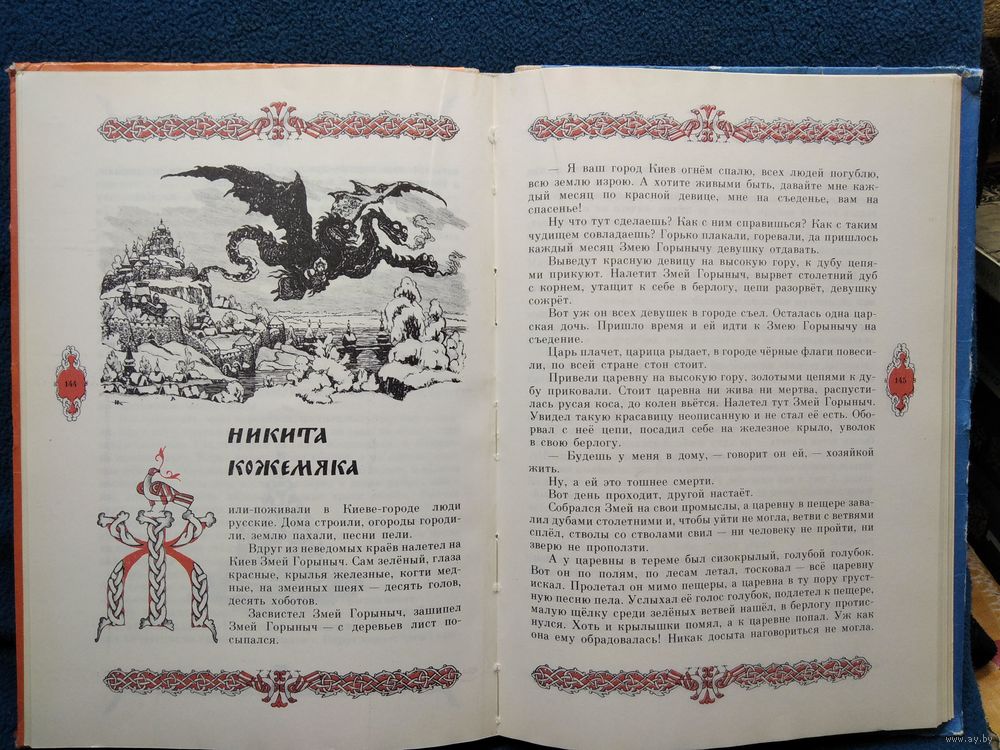 144
НИКИТА
КОЖЕМЯКА
Жили-поживали в Киеве-городе люди
русские. Дома строили, огороды городи-
ли, землю пахали, песни пели.
Вдруг из неведомых краёв налетел на
Киев Змей Горыныч. Сам зелёный, глаза
красные, крылья железные, когти мед-
ные, на змеиных шеях — десять голов,
десять хоботов.
Засвистел Змей Горыныч, зашипел
Змей Горыныч — с деревьев лист по-
сыпался.
— Я ваш город Киев огнём спалю, всех людей погублю,
всю землю изрою. А хотите живыми быть, давайте мне каж-
дый месяц по красной девице, мне на съеденье, вам на
спасенье!
Ну что тут сделаешь? Как с ним справишься? Как с таким
чудищем совладаешь? Горько плакали, горевали, да пришлось
каждый месяц Змею Горынычу девушку отдавать.
Выведут красную девицу на высокую гору, к дубу цепя-
ми прикуют. Налетит Змей Горыныч, вырвет столетний дуб
с корнем, утащит к себе в берлогу, цепи разорвёт, девушку
сожрёт.
Вот уж он всех девушек в городе съел. Осталась одна цар-
ская дочь. Пришло время и ей идти к Змею Горынычу на
съедение.
Царь плачет, царица рыдает, в городе чёрные флаги повеси-
ли, по всей стране стон стоит.
Привели царевну на высокую гору, золотыми цепями к ду-
бу приковали. Стоит царевна ни жива ни мертва, распусти-
лась русая коса, до колен вьётся. Налетел тут Змей Горыныч.
Увидел такую красавицу неописанную и не стал её есть. Обо-
рвал с неё цепи, посадил себе на железное крыло, уволок
в свою берлогу.
— Будешь у меня в дому, — говорит он ей, — хозяйкой
жить.
Ну, а ей это тошнее смерти.
Вот день проходит, другой настаёт.
Собрался Змей на свои промыслы, а царевну в пещере зава-
лил дубами столетними и, чтобы уйти не могла, ветви с ветвями
сплёл, стволы со стволами свил — ни человеку не пройти, ни
зверю не проползти.
А у царевны в тереме был сизокрылый, голубой голубок.
Вот он по полям, по лесам летал, тосковал — всё царевну
искал. Пролетал он мимо пещеры, а царевна в ту пору груст-
ную песню пела. Услыхал её голос голубок, подлетел к пещере,
малую щёлку среди зелёных ветвей нашёл, в берлогу протис-
нулся. Хоть и крылышки помял, а к царевне попал. Уж как
она ему обрадовалась! Никак досыта наговориться не могла.
145
www.ay.by